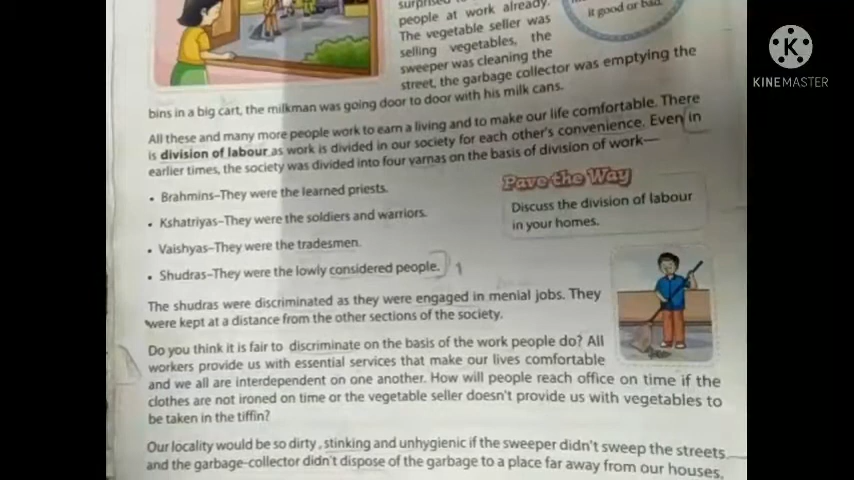 surprised
people at work already.
The vegetable seller was
selling vegetables, the
sweeper was cleaning the
street, the garbage collector was emptying the
bins in a big cart, the milkman was going door to door with his milk cans.
it good or bad.
K
KINEMASTER
All these and many more people work to earn a living and to make our life comfortable. There
is division of labour as work is divided in our society for each other's convenience. Even in
earlier times, the society was divided into four varnas on the basis of division of work—
• Brahmins–They were the learned priests.
• Kshatriyas–They were the soldiers and warriors.
• Vaishyas–They were the tradesmen.
• Shudras–They were the lowly considered people. 1
Pave the Way
Discuss the division of labour
in your homes.
The shudras were discriminated as they were engaged in menial jobs. They
were kept at a distance from the other sections of the society.
Do you think it is fair to discriminate on the basis of the work people do? All
workers provide us with essential services that make our lives comfortable
and we all are interdependent on one another. How will people reach office on time if the
clothes are not ironed on time or the vegetable seller doesn't provide us with vegetables to
be taken in the tiffin?
Our locality would be so dirty, stinking and unhygienic if the sweeper didn't sweep the streets
and the garbage-collector didn't dispose of the garbage to a place far away from our houses.